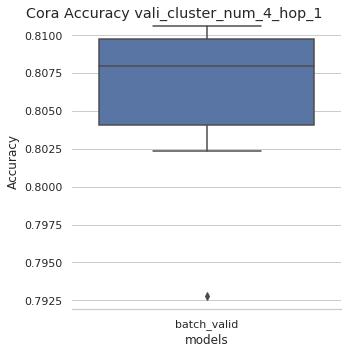 Cora Accuracy vali_cluster_num_4_hop_1
0.8100
0.8075
0.8050
0.8025
0.8000
0.7975
0.7950
0.7925
Accuracy
batch_valid
models